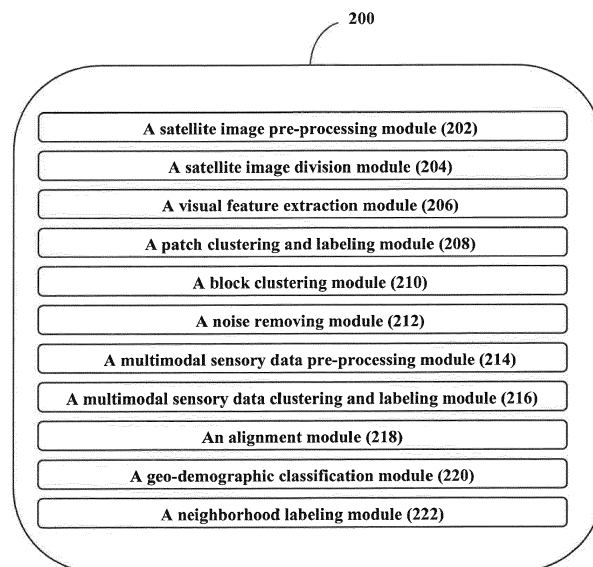 200
A satellite image pre-processing module (202)
A satellite image division module (204)
A visual feature extraction module (206)
A patch clustering and labeling module (208)
A block clustering module (210)
A noise removing module (212)
A multimodal sensory data pre-processing module (214)
A multimodal sensory data clustering and labeling module (216)
An alignment module (218)
A geo-demographic classification module (220)
A neighborhood labeling module (222)